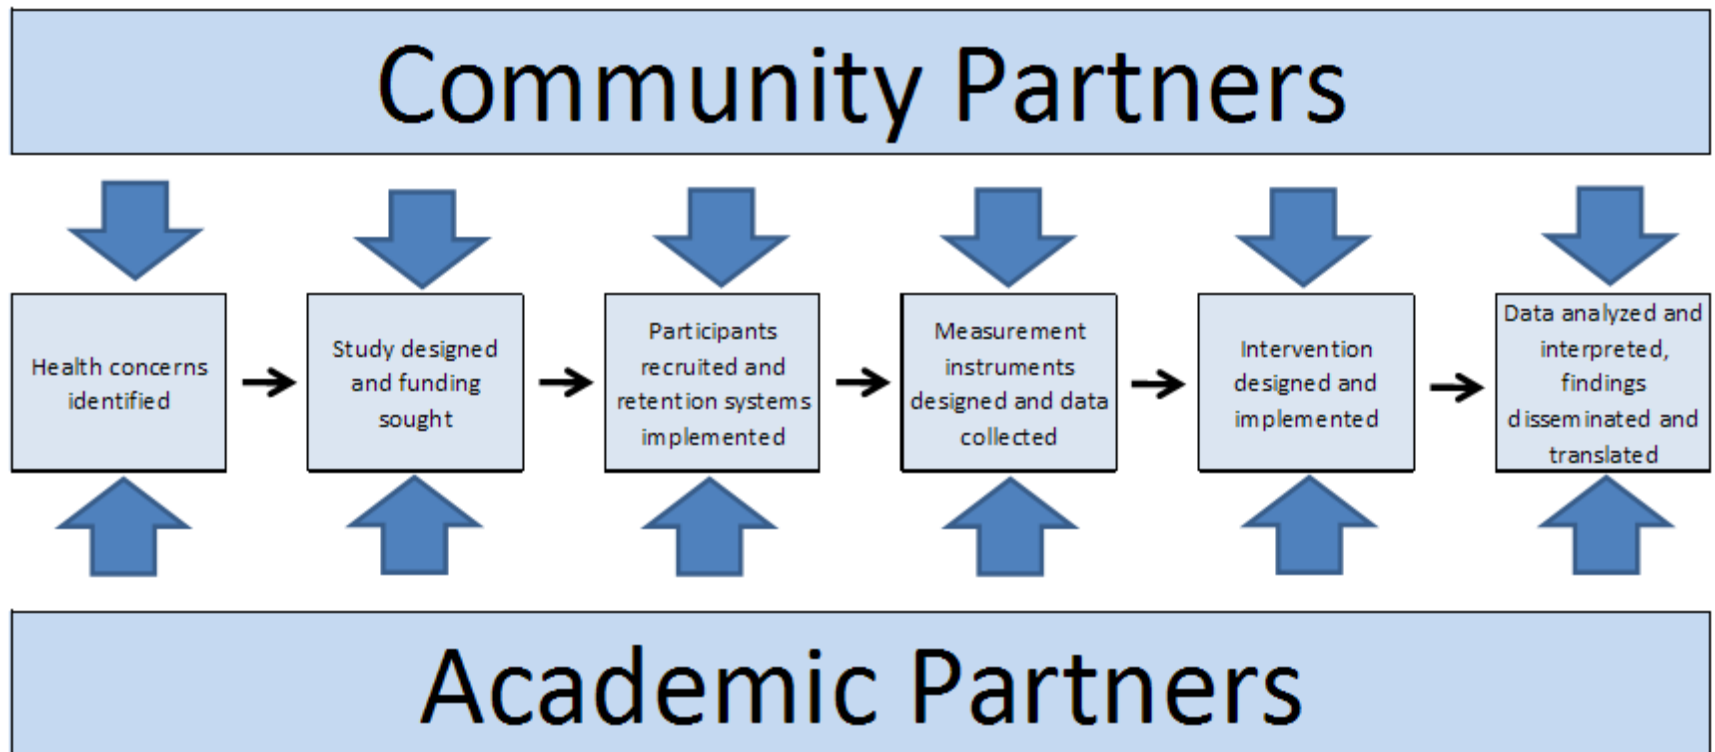 Community Partners
Health concerns
identified
Study designed
and funding
sought
Participants
recruited and
retention systems
implemented
Measurement
instruments
designed and data
collected
Intervention
designed and
implemented
Data analyzed and
interpreted,
findings
disseminated and
translated
Academic Partners